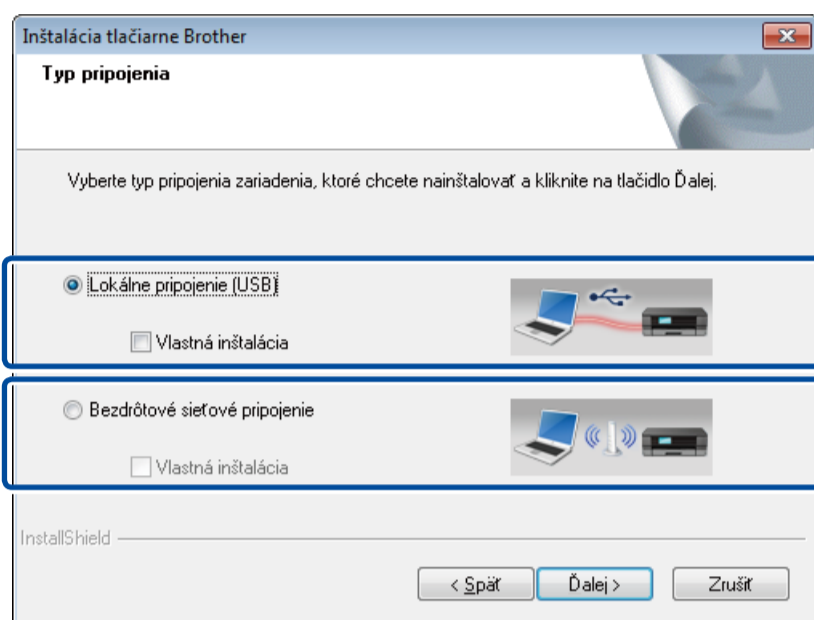 Inštalácia tlačiarne Brother
Typ pripojenia
Vyberte typ pripojenia zariadenia, ktoré chcete nainštalovať a kliknite na tlačidlo Ďalej.
Lokálne pripojenie (USB)
Vlastná inštalácia
Bezdrôtové sieťové pripojenie
Vlastná inštalácia
InstallShield
< Späť
Ďalej >
Zrušiť